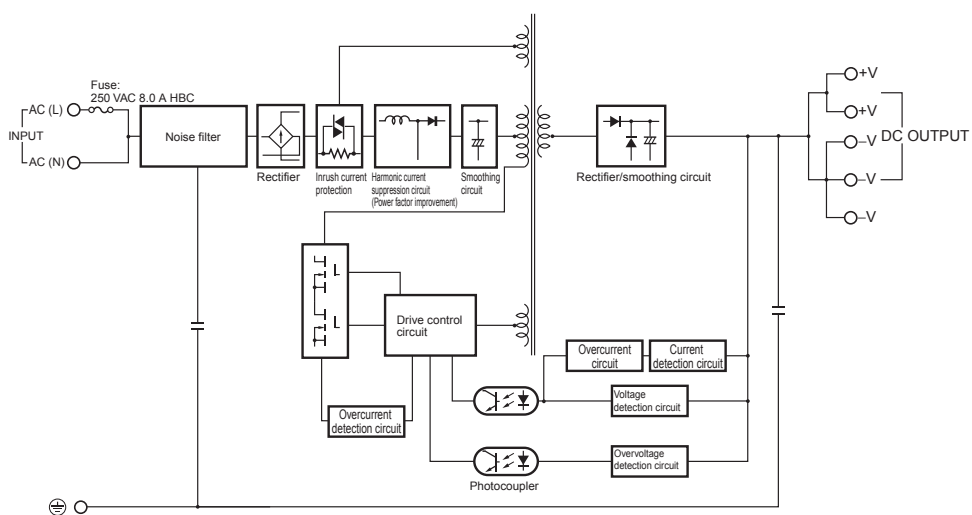 Fuse:
250 VAC 8.0 A HBC
AC (L)
INPUT
AC (N)
Noise filter
Rectifier
Inrush current
protection
Harmonic current
suppression circuit
(Power factor improvement)
Smoothing
circuit
Rectifier/smoothing circuit
+V
+V
DC OUTPUT
–V
–V
–V
Drive control
circuit
Overcurrent
circuit
Current
detection circuit
Voltage
detection circuit
Overcurrent
detection circuit
Overvoltage
detection circuit
Photocoupler